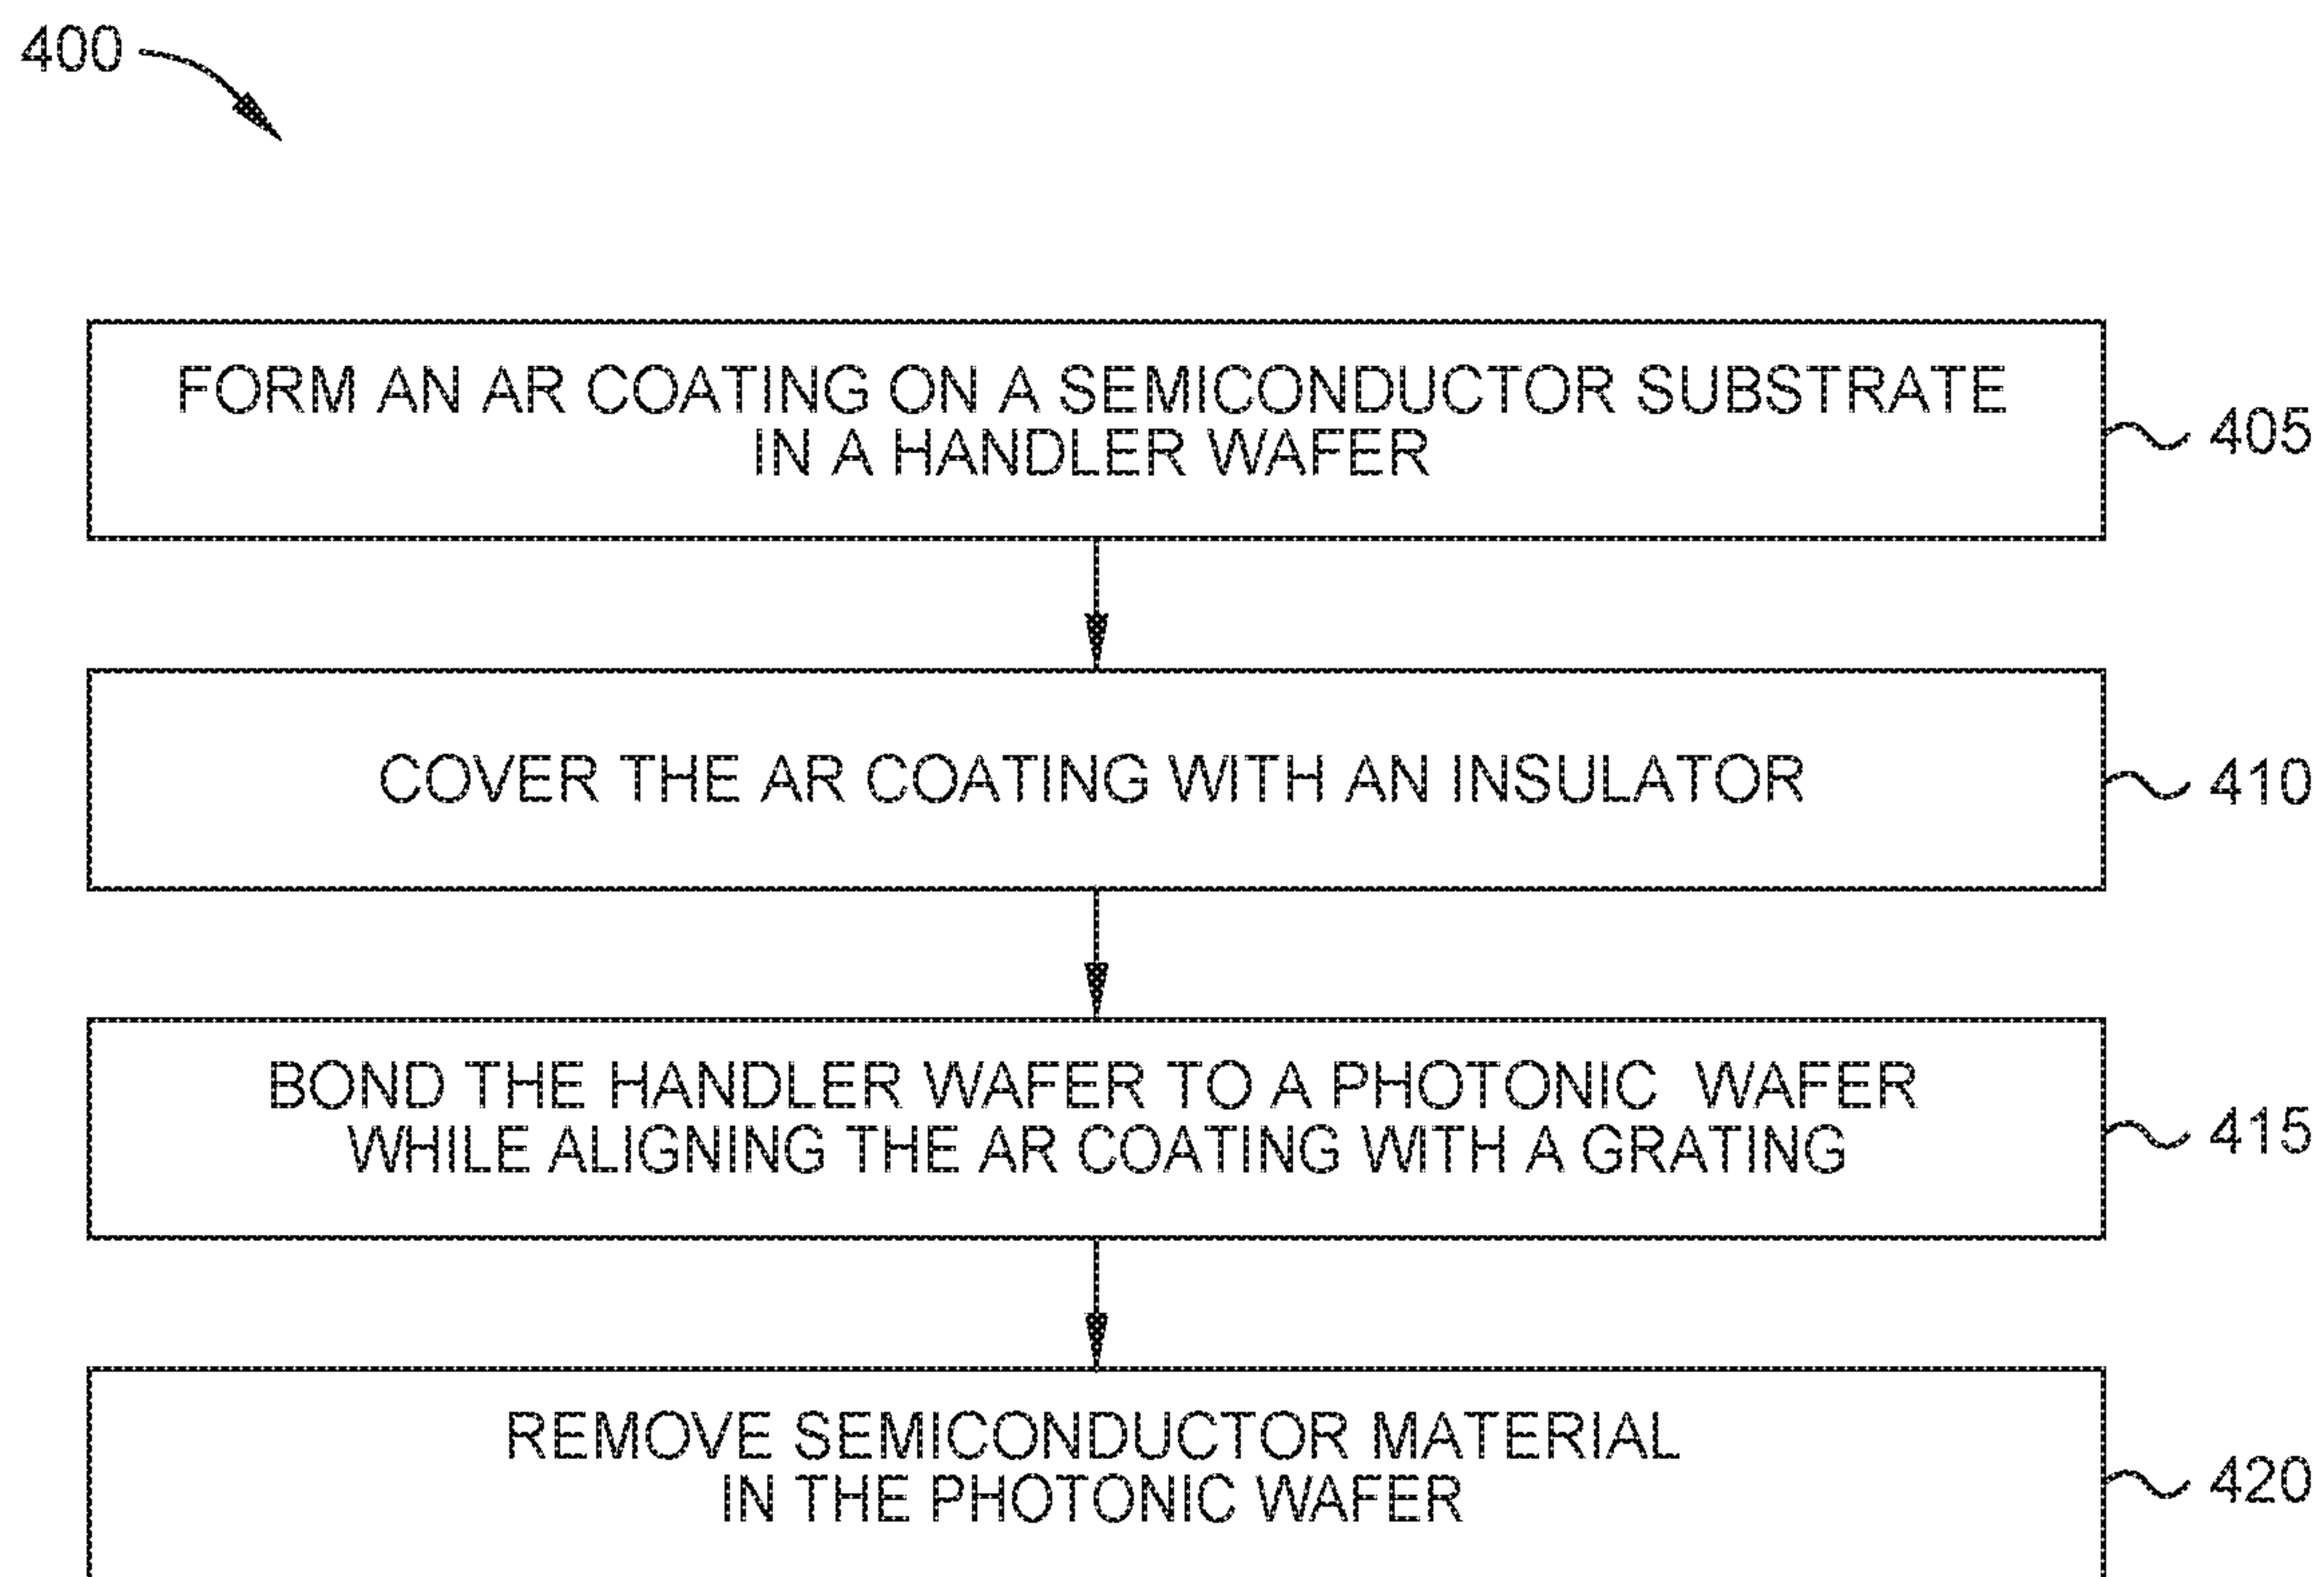 400
FORM AN AR COATING ON A SEMICONDUCTOR SUBSTRATE
IN A HANDLER WAFER
405
COVER THE AR COATING WITH AN INSULATOR
410
BOND THE HANDLER WAFER TO A PHOTONIC WAFER
WHILE ALIGNING THE AR COATING WITH A GRATING
415
REMOVE SEMICONDUCTOR MATERIAL
IN THE PHOTONIC WAFER
420